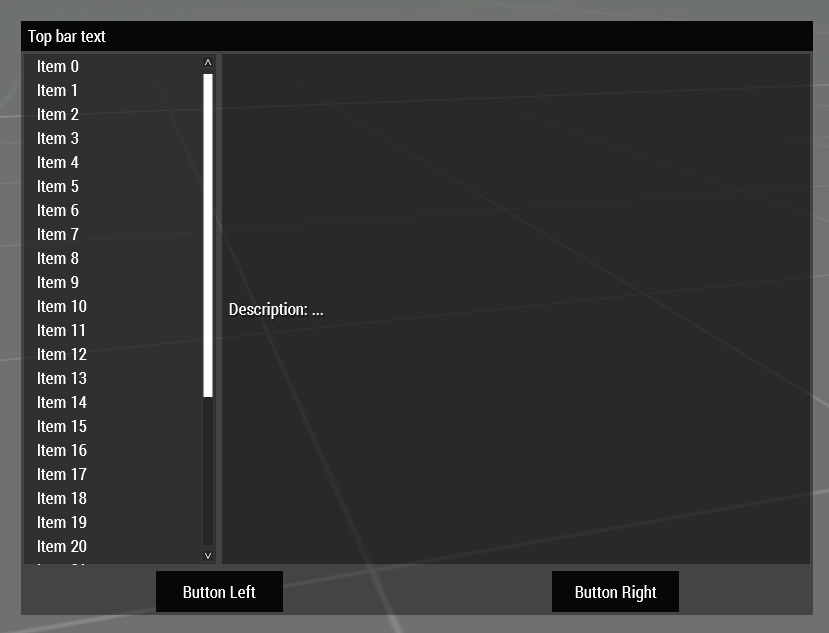 Top bar text
Item 0
Item 1
Item 2
Item 3
Item 4
Item 5
Item 6
Item 7
Item 8
Item 9
Item 10
Item 11
Item 12
Item 13
Item 14
Item 15
Item 16
Item 17
Item 18
Item 19
Item 20
Description: ...
Button Left
Button Right